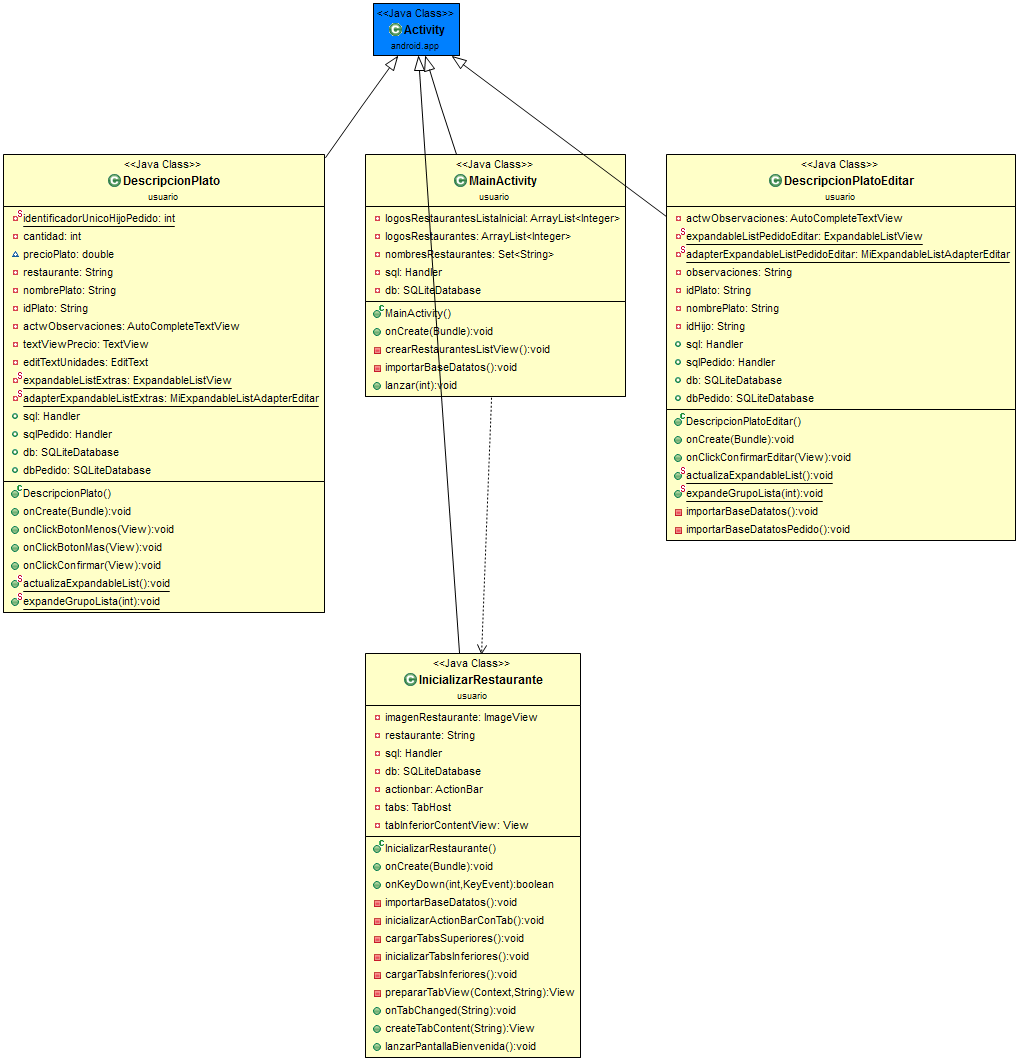 <<Java Class>>
Activity
android.app
<<Java Class>>
DescripcionPlato
usuario
identificadorUnicoHijoPedido: int
cantidad: int
precioPlato: double
restaurante: String
nombrePlato: String
idPlato: String
actwObservaciones: AutoCompleteTextView
textViewPrecio: TextView
editTextUnidades: EditText
expandableListExtras: ExpandableListView
adapterExpandableListExtras: MiExpandableListAdapterEditar
sql: Handler
sqlPedido: Handler
db: SQLiteDatabase
dbPedido: SQLiteDatabase
DescripcionPlato()
onCreate(Bundle):void
onClickBotonMenos(View):void
onClickBotonMas(View):void
onClickConfirmar(View):void
actualizaExpandableList():void
expandeGrupoLista(int):void
<<Java Class>>
MainActivity
usuario
logosRestaurantesListaInicial: ArrayList<Integer>
logosRestaurantes: ArrayList<Integer>
nombresRestaurantes: Set<String>
sql: Handler
db: SQLiteDatabase
MainActivity()
onCreate(Bundle):void
crearRestaurantesListView():void
importarBaseDatatos():void
lanzar(int):void
<<Java Class>>
DescripcionPlatoEditar
usuario
actwObservaciones: AutoCompleteTextView
expandableListPedidoEditar: ExpandableListView
adapterExpandableListPedidoEditar: MiExpandableListAdapterEditar
observaciones: String
idPlato: String
nombrePlato: String
idHijo: String
sql: Handler
sqlPedido: Handler
db: SQLiteDatabase
dbPedido: SQLiteDatabase
DescripcionPlatoEditar()
onCreate(Bundle):void
onClickConfirmarEditar(View):void
actualizaExpandableList():void
expandeGrupoLista(int):void
importarBaseDatatos():void
importarBaseDatatosPedido():void
<<Java Class>>
InicializarRestaurante
usuario
imagenRestaurante: ImageView
restaurante: String
sql: Handler
db: SQLiteDatabase
actionbar: ActionBar
tabs: TabHost
tabInferiorContentView: View
InicializarRestaurante()
onCreate(Bundle):void
onKeyDown(int,KeyEvent):boolean
importarBaseDatatos():void
inicializarActionBarConTab():void
cargarTabsSuperiores():void
inicializarTabsInferiores():void
cargarTabsInferiores():void
prepararTabView(Context,String):View
onTabChanged(String):void
createTabContent(String):View
lanzarPantallaBienvenida():void